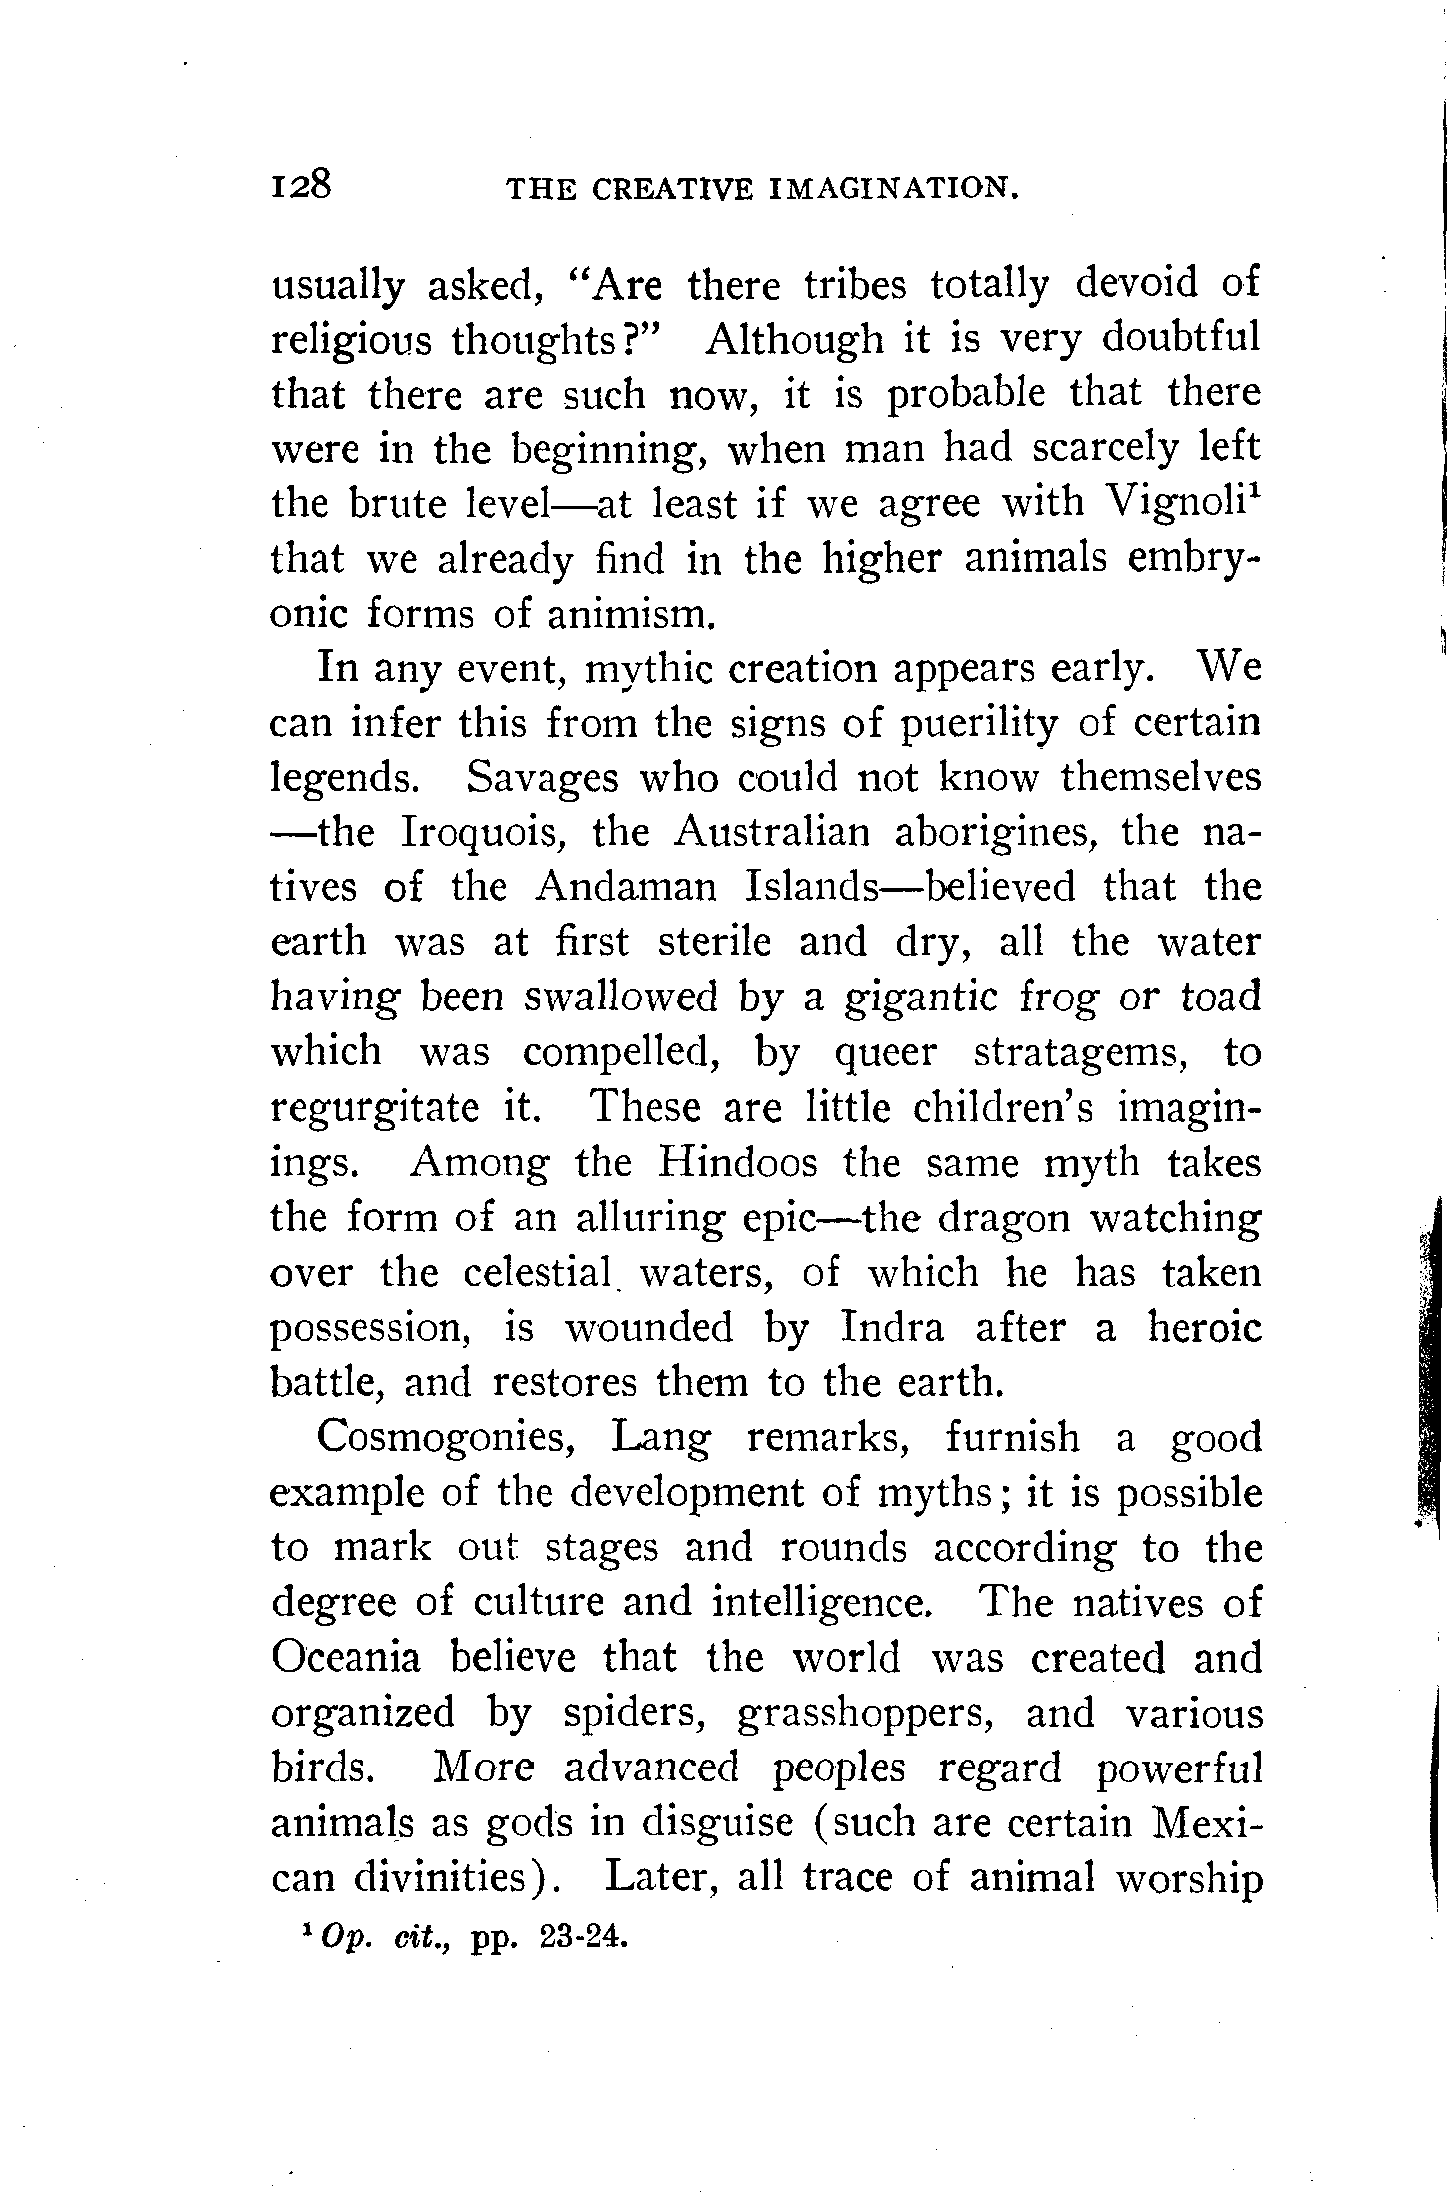 128 THE CREATIVE IMAGINATION.
usually asked, “Are there tribes totally devoid of
religious thoughts?” Although it is very doubtful
that there are such now, it is probable that there
were in the beginning, when man had scarcely left
the brute level—at least if we agree with Vignoli¹
that we already find in the higher animals embry-
onic forms of animism.
In any event, mythic creation appears early. We
can infer this from the signs of puerility of certain
legends. Savages who could not know themselves
—the Iroquois, the Australian aborigines, the na-
tives of the Andaman Islands—believed that the
earth was at first sterile and dry, all the water
having been swallowed by a gigantic frog or toad
which was compelled, by queer stratagems, to
regurgitate it. These are little children’s imagin-
ings. Among the Hindoos the same myth takes
the form of an alluring epic—the dragon watching
over the celestial waters, of which he has taken
possession, is wounded by Indra after a heroic
battle, and restores them to the earth.
Cosmogonies, Lang remarks, furnish a good
example of the development of myths; it is possible
to mark out stages and rounds according to the
degree of culture and intelligence. The natives of
Oceania believe that the world was created and
organized by spiders, grasshoppers, and various
birds. More advanced peoples regard powerful
animals as gods in disguise (such are certain Mexi-
can divinities). Later, all trace of animal worship
¹ Op. cit., pp. 23-24.